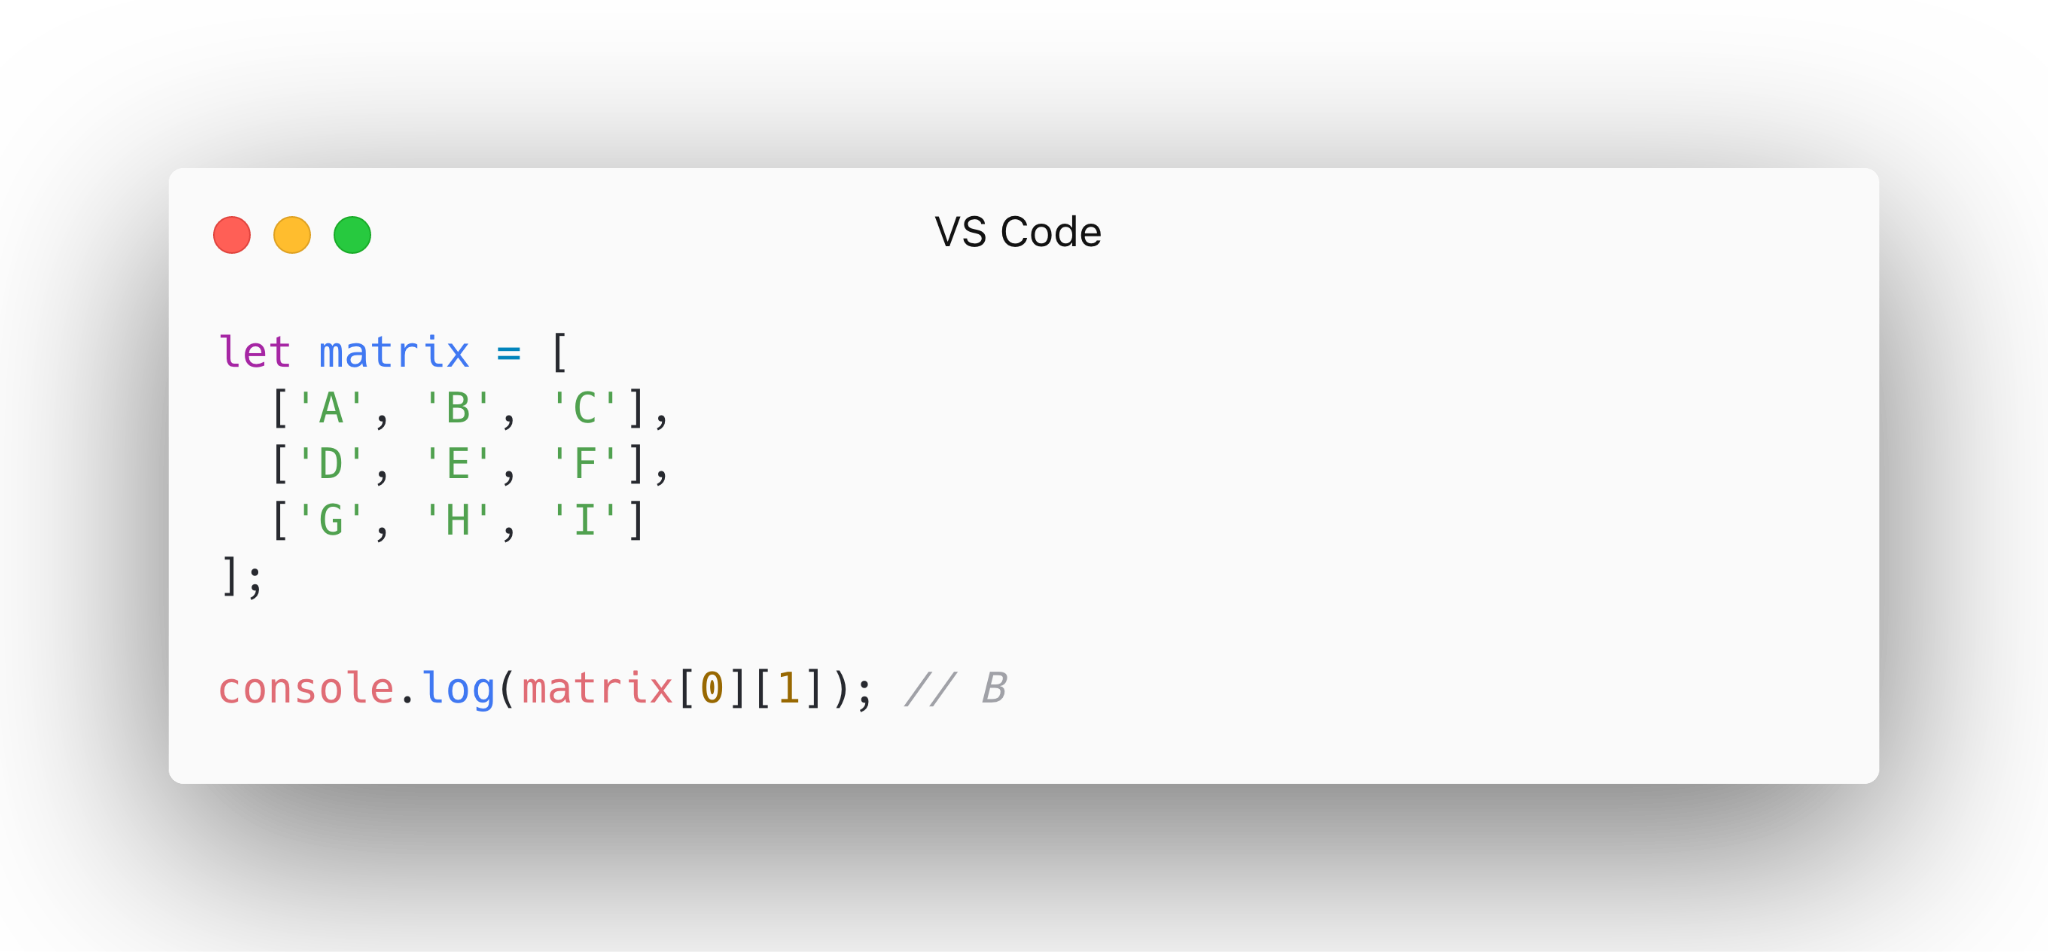 VS Code
let matrix = [
  ['A', 'B', 'C'],
  ['D', 'E', 'F'],
  ['G', 'H', 'I']
];
console.log(matrix[0][1]); // B